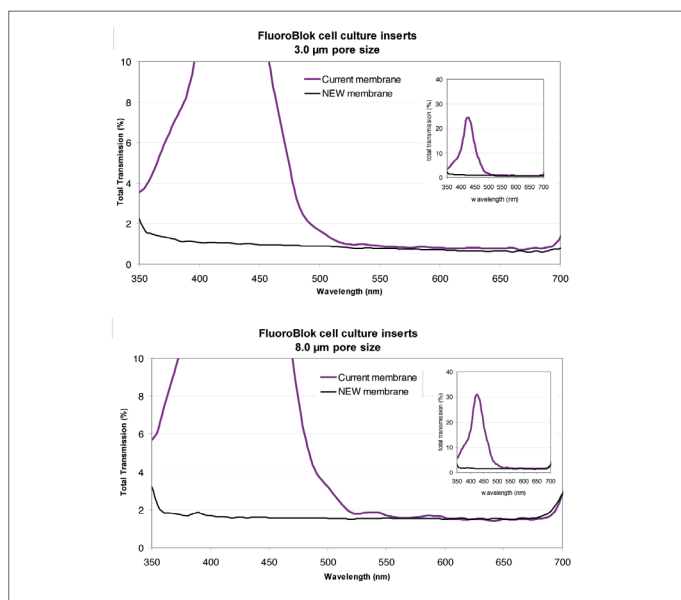 FluoroBlok cell culture inserts
3.0 µm pore size
10
8
6
4
2
0
Total Transmission (%)
Current membrane
NEW membrane
350
400
450
500
550
600
650
700
Wavelength (nm)
40
30
20
10
0
total transmission (%)
350 400 450 500 550 600 650 700
wavelength (nm)
FluoroBlok cell culture inserts
8.0 µm pore size
10
8
6
4
2
0
Total Transmission (%)
Current membrane
NEW membrane
350
400
450
500
550
600
650
700
Wavelength (nm)
40
30
20
10
0
total transmission (%)
350 400 450 500 550 600 650 700
wavelength (nm)